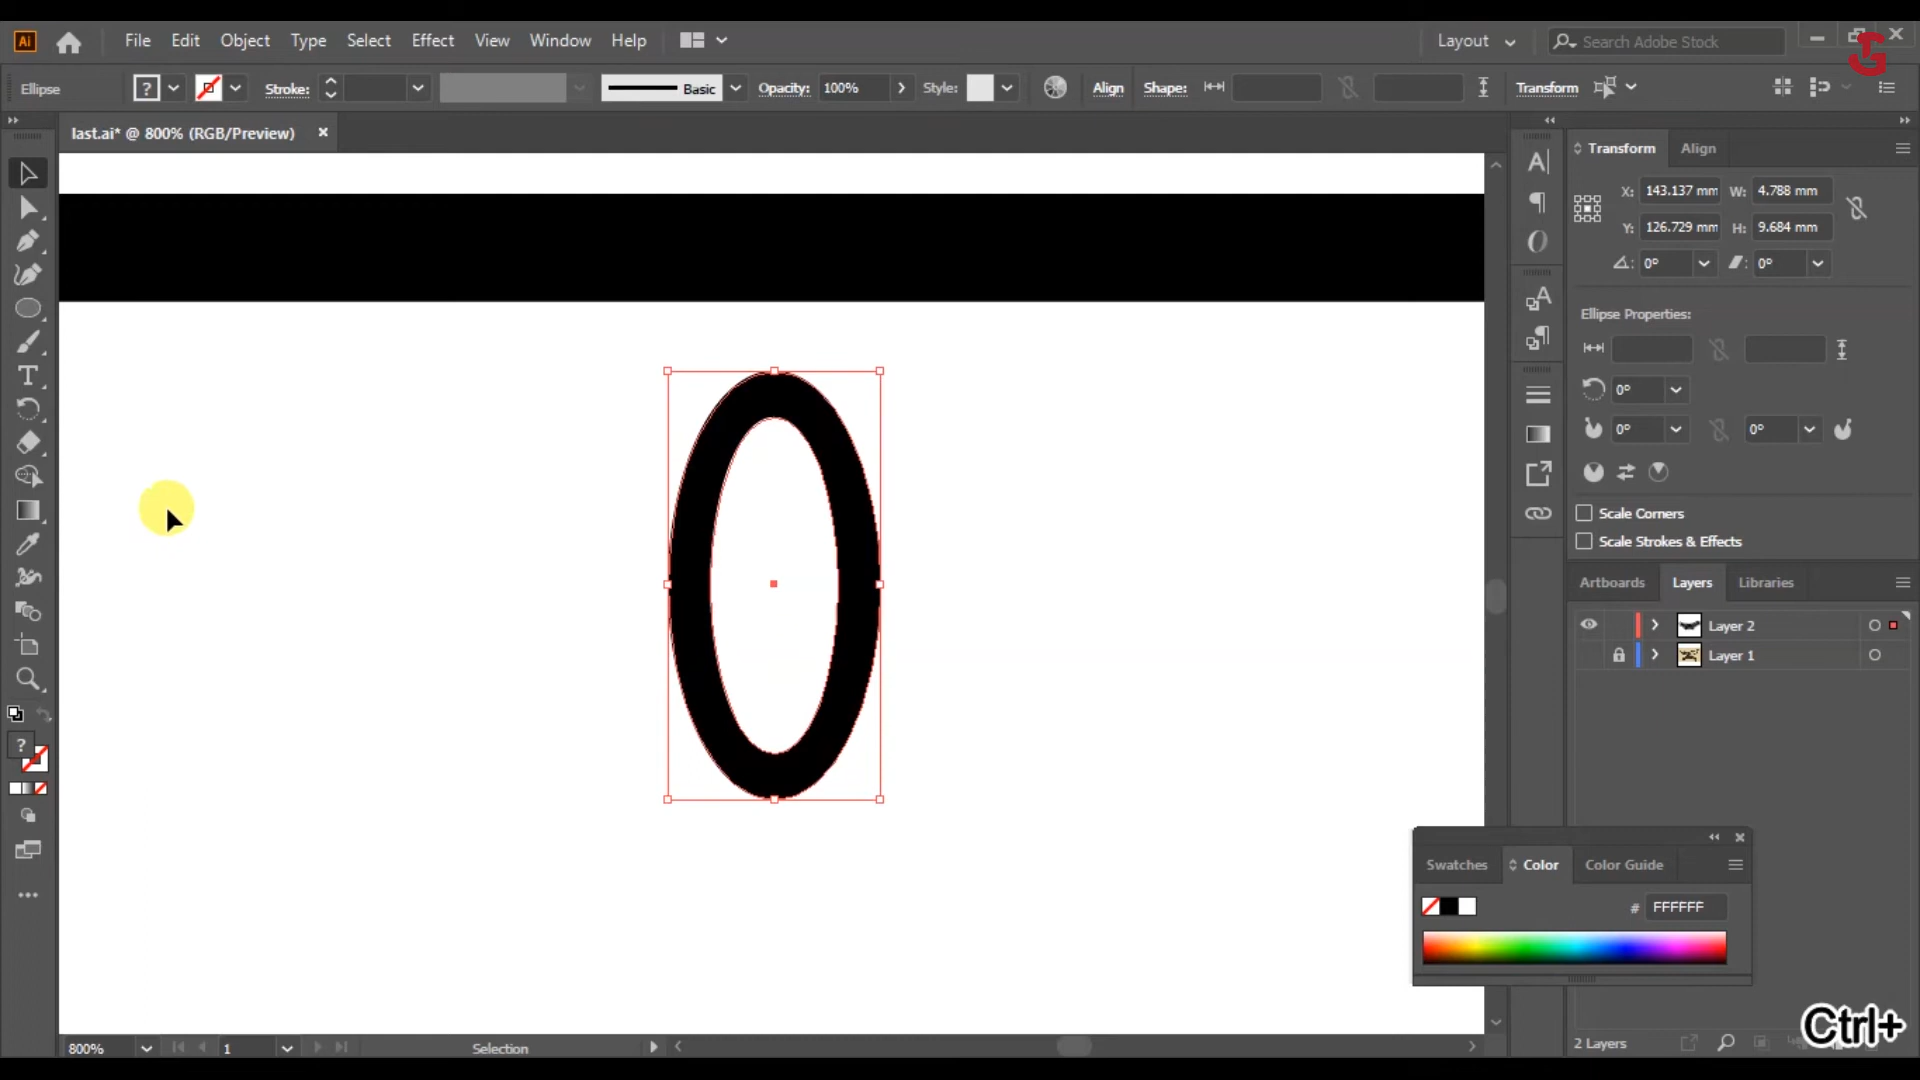 Ai File Edit Object Type Select Effect View Window Help Layout Search Adobe Stock
Ellipse ? Stroke: Basic Opacity: 100% Style: Align Shape: Transform
last.ai* @ 800% (RGB/Preview) ×
Transform Align
X: 143.137 mm W: 4.788 mm
Y: 126.729 mm H: 9.684 mm
0° 0°
Ellipse Properties:
0°
0° 0°
Scale Corners
Scale Strokes & Effects
Artboards Layers Libraries
Layer 2
Layer 1
?
Swatches Color Color Guide
# FFFFFF
Ctrl+
800% 1 Selection 2 Layers